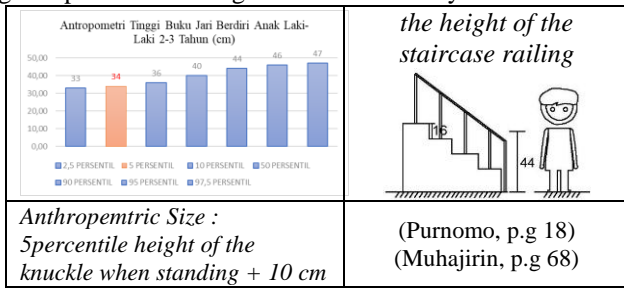 Antropometri Tinggi Buku Jari Berdiri Anak Laki-
Laki 2-3 Tahun (cm)
50,00
40,00
30,00
20,00
10,00
0,00
33
34
36
40
44
46
47
2,5 PERSENTIL 5 PERSENTIL 10 PERSENTIL 50 PERSENTIL
90 PERSENTIL 95 PERSENTIL 97,5 PERSENTIL
the height of the
staircase railing
16
44
Anthropemtric Size :
5percentile height of the
knuckle when standing + 10 cm
(Purnomo, p.g 18)
(Muhajirin, p.g 68)